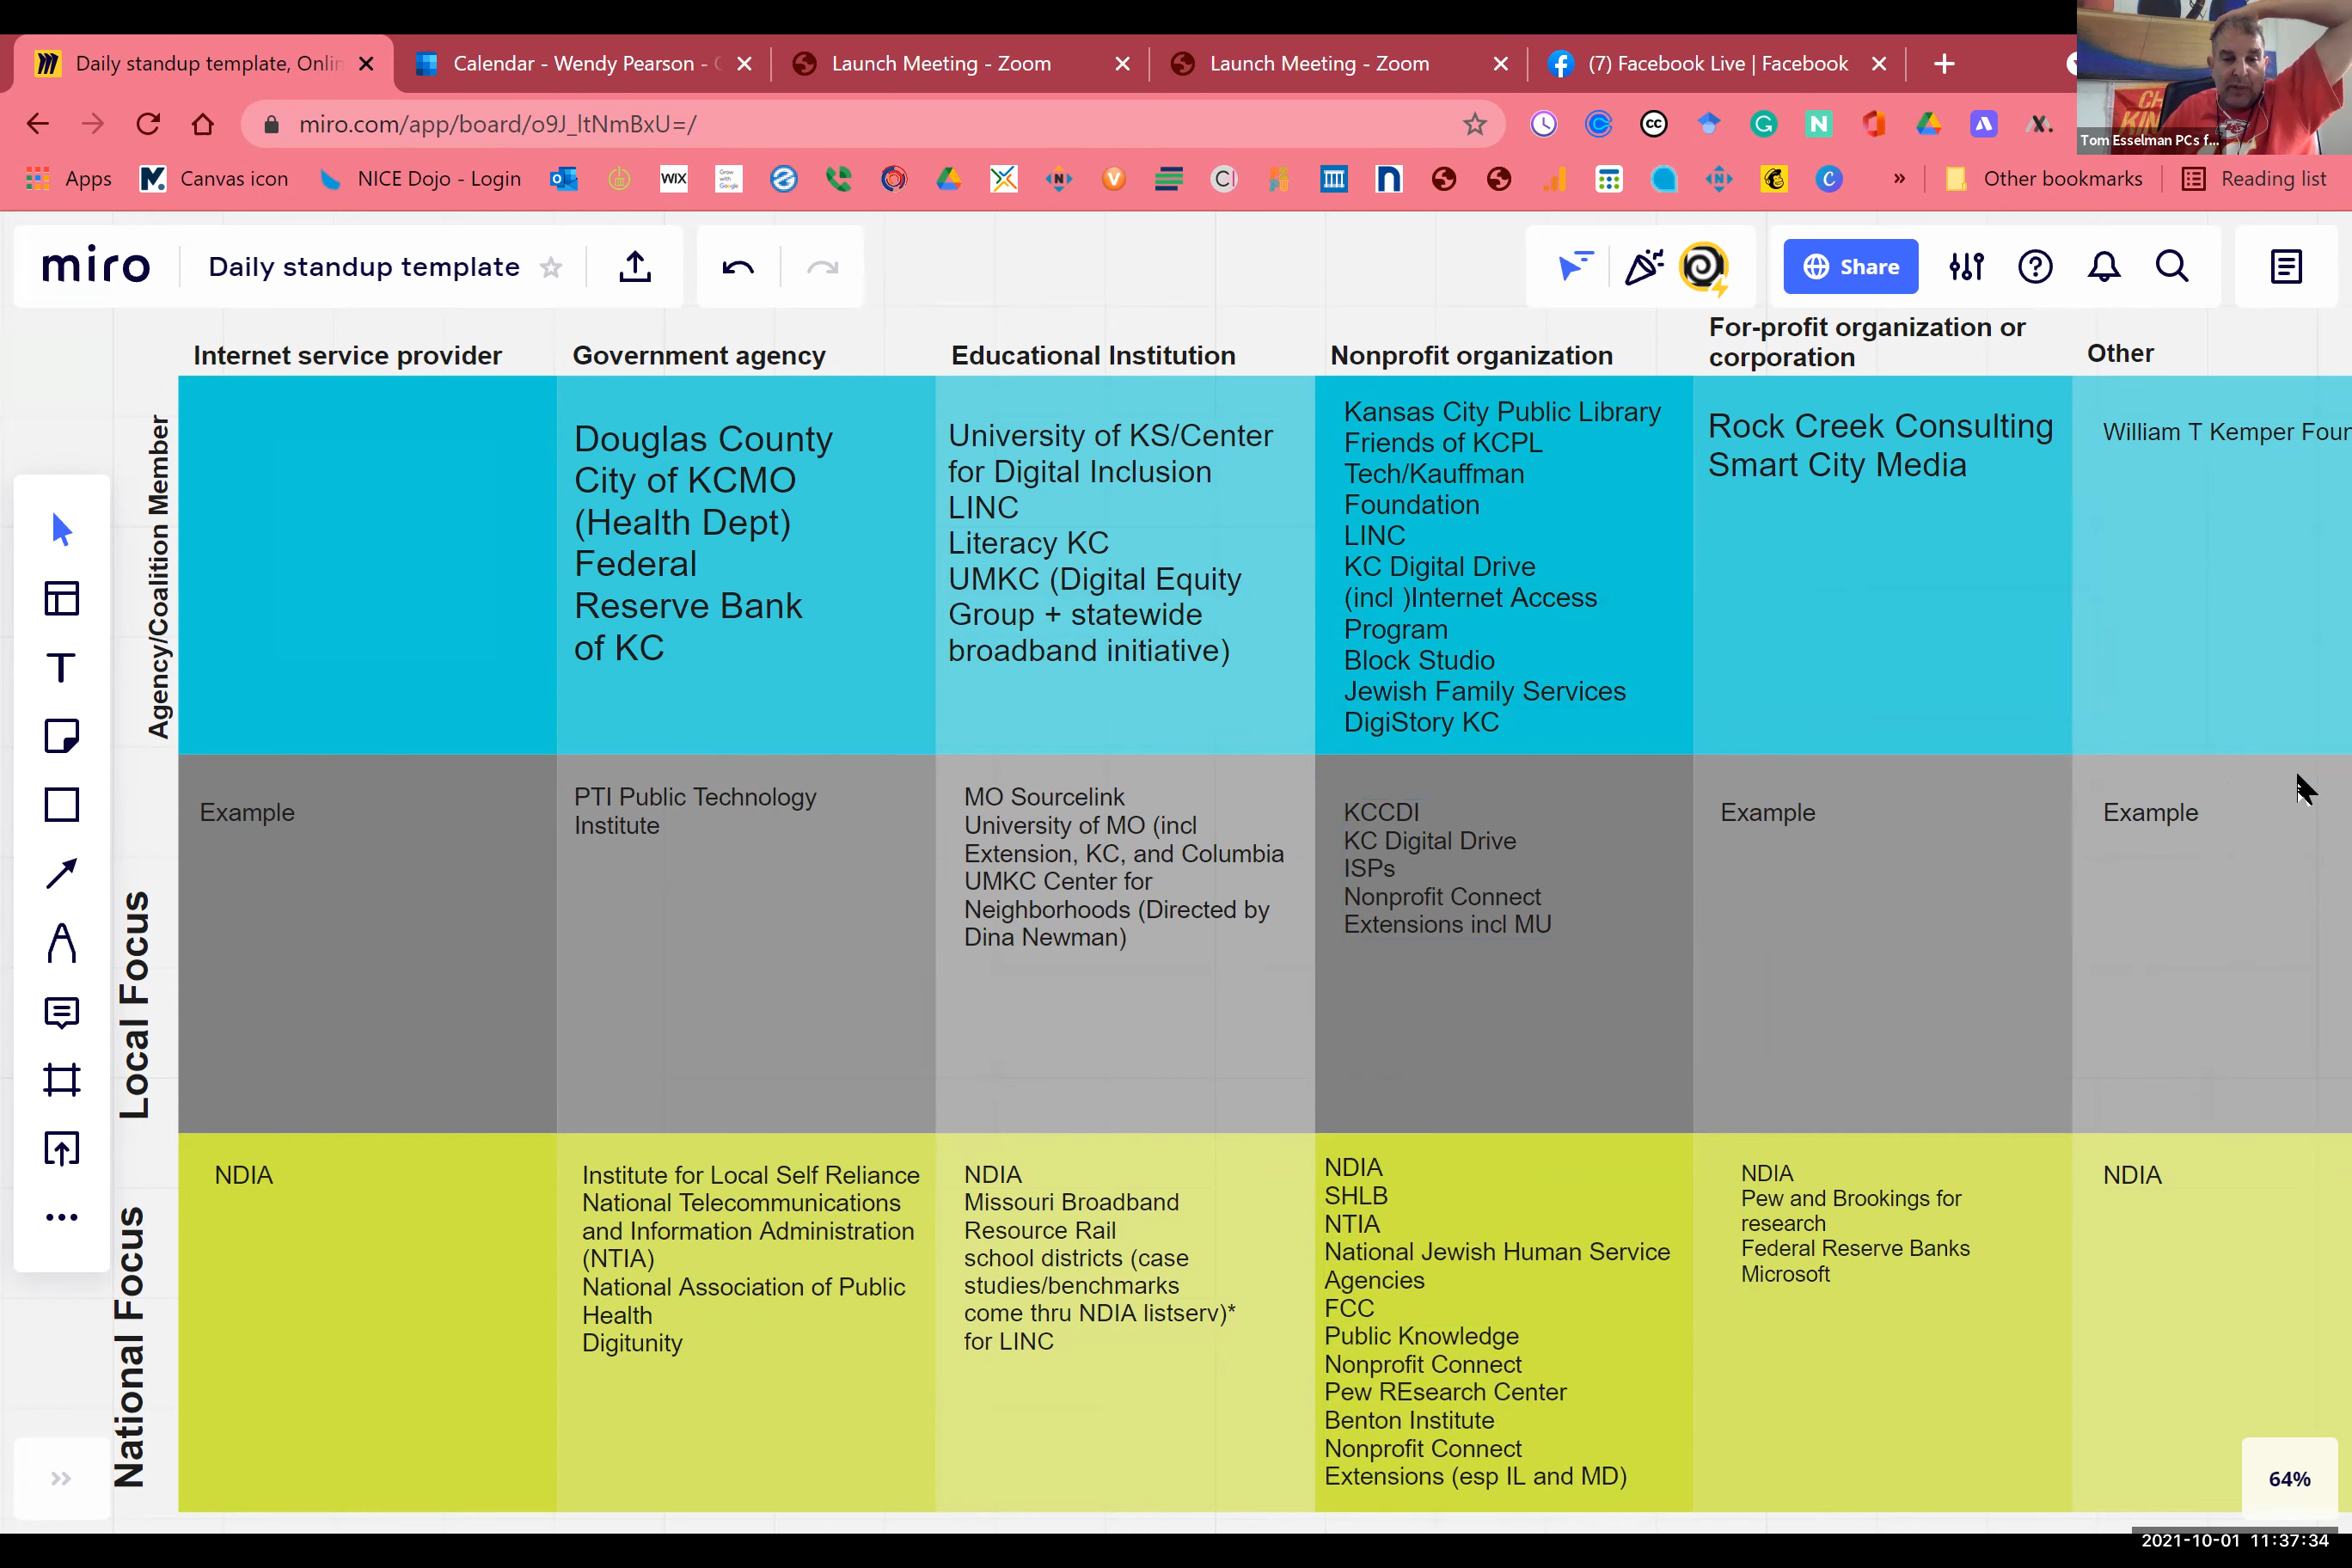 Daily standup template, Onlin
Calendar - Wendy Pearson -
Launch Meeting - Zoom
Launch Meeting - Zoom
(7) Facebook Live | Facebook
miro.com/app/board/o9J_ltNmBxU=/
Tom Esselman PCs f...
Apps
Canvas icon
NICE Dojo - Login
WIX
Other bookmarks
Reading list
miro
Daily standup template
Share
Internet service provider
Government agency
Educational Institution
Nonprofit organization
For-profit organization or
corporation
Other
Agency/Coalition Member
Douglas County
City of KCMO
(Health Dept)
Federal
Reserve Bank
of KC
University of KS/Center
for Digital Inclusion
LINC
Literacy KC
UMKC (Digital Equity
Group + statewide
broadband initiative)
Kansas City Public Library
Friends of KCPL
Tech/Kauffman
Foundation
LINC
KC Digital Drive
(incl )Internet Access
Program
Block Studio
Jewish Family Services
DigiStory KC
Rock Creek Consulting
Smart City Media
William T Kemper Four
Local Focus
Example
PTI Public Technology
Institute
MO Sourcelink
University of MO (incl
Extension, KC, and Columbia
UMKC Center for
Neighborhoods (Directed by
Dina Newman)
KCCDI
KC Digital Drive
ISPs
Nonprofit Connect
Extensions incl MU
Example
Example
National Focus
NDIA
Institute for Local Self Reliance
National Telecommunications
and Information Administration
(NTIA)
National Association of Public
Health
Digitunity
NDIA
Missouri Broadband
Resource Rail
school districts (case
studies/benchmarks
come thru NDIA listserv)*
for LINC
NDIA
SHLB
NTIA
National Jewish Human Service
Agencies
FCC
Public Knowledge
Nonprofit Connect
Pew REsearch Center
Benton Institute
Nonprofit Connect
Extensions (esp IL and MD)
NDIA
Pew and Brookings for
research
Federal Reserve Banks
Microsoft
NDIA
64%
2021-10-01 11:37:34